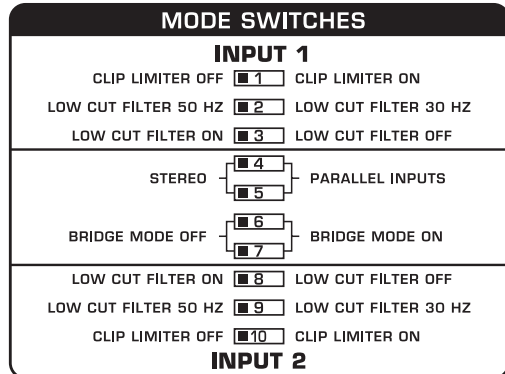 MODE SWITCHES
INPUT 1
CLIP LIMITER OFF 1 CLIP LIMITER ON
LOW CUT FILTER 50 HZ 2 LOW CUT FILTER 30 HZ
LOW CUT FILTER ON 3 LOW CUT FILTER OFF
4
STEREO PARALLEL INPUTS
5
6
BRIDGE MODE OFF BRIDGE MODE ON
7
LOW CUT FILTER ON 8 LOW CUT FILTER OFF
LOW CUT FILTER 50 HZ 9 LOW CUT FILTER 30 HZ
CLIP LIMITER OFF 10 CLIP LIMITER ON
INPUT 2